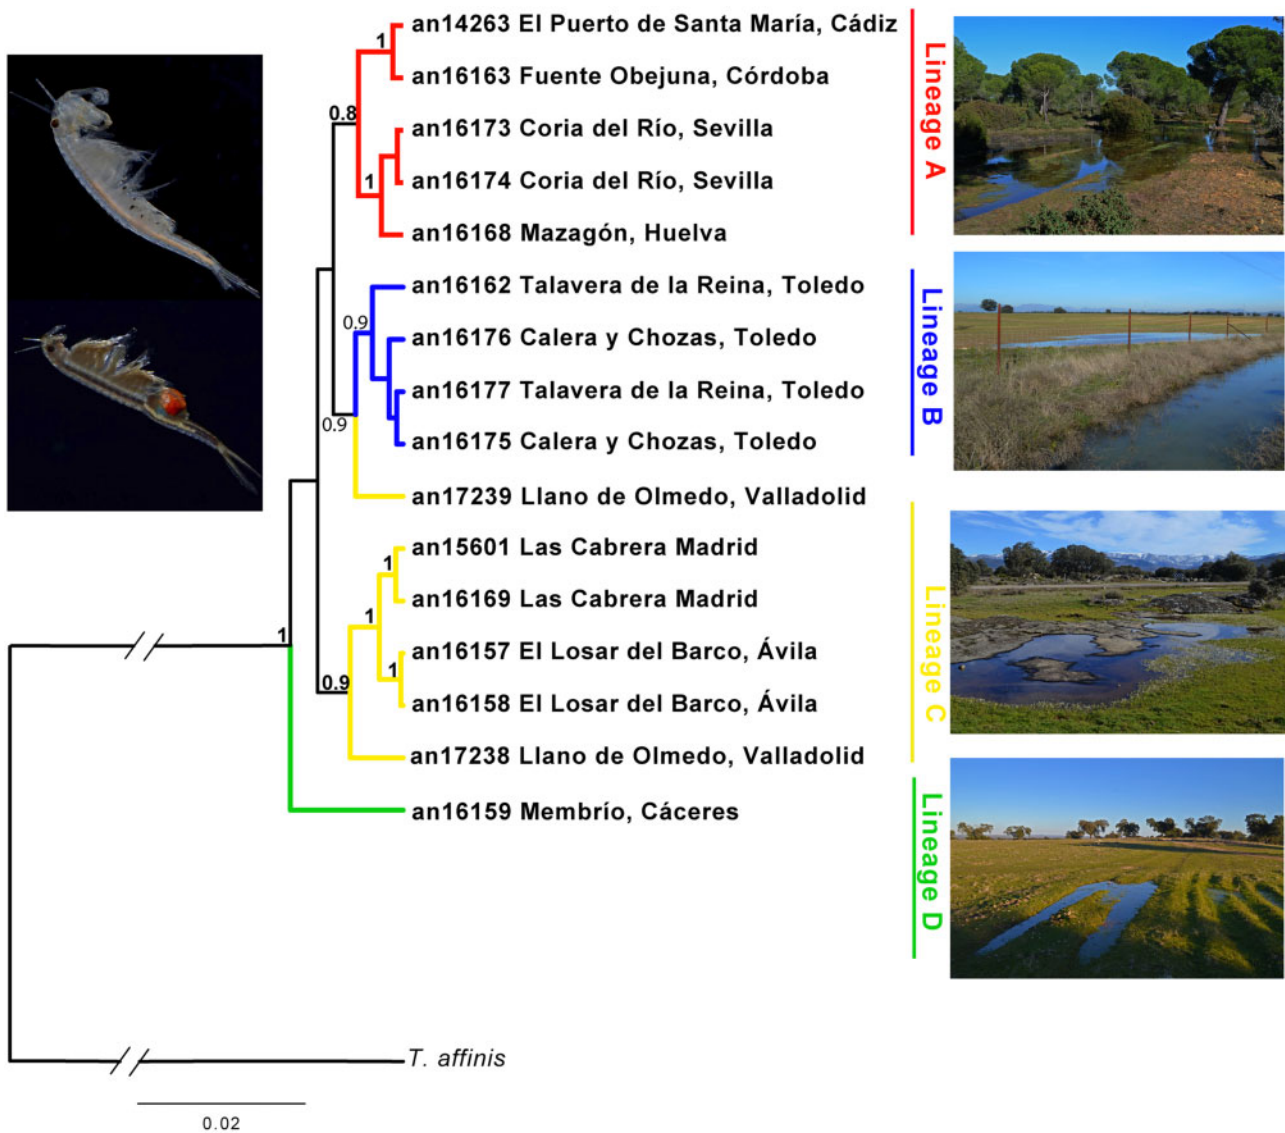 an14263 El Puerto de Santa María, Cádiz
1
an16163 Fuente Obejuna, Córdoba
0.8
an16173 Coria del Río, Sevilla
1
an16174 Coria del Río, Sevilla
an16168 Mazagón, Huelva
Lineage A
an16162 Talavera de la Reina, Toledo
0.9
an16176 Calera y Chozas, Toledo
an16177 Talavera de la Reina, Toledo
0.9
an16175 Calera y Chozas, Toledo
Lineage B
an17239 Llano de Olmedo, Valladolid
an15601 Las Cabrera Madrid
1
an16169 Las Cabrera Madrid
1
an16157 El Losar del Barco, Ávila
1
an16158 El Losar del Barco, Ávila
0.9
an17238 Llano de Olmedo, Valladolid
Lineage C
1
an16159 Membrío, Cáceres
Lineage D
T. affinis
0.02